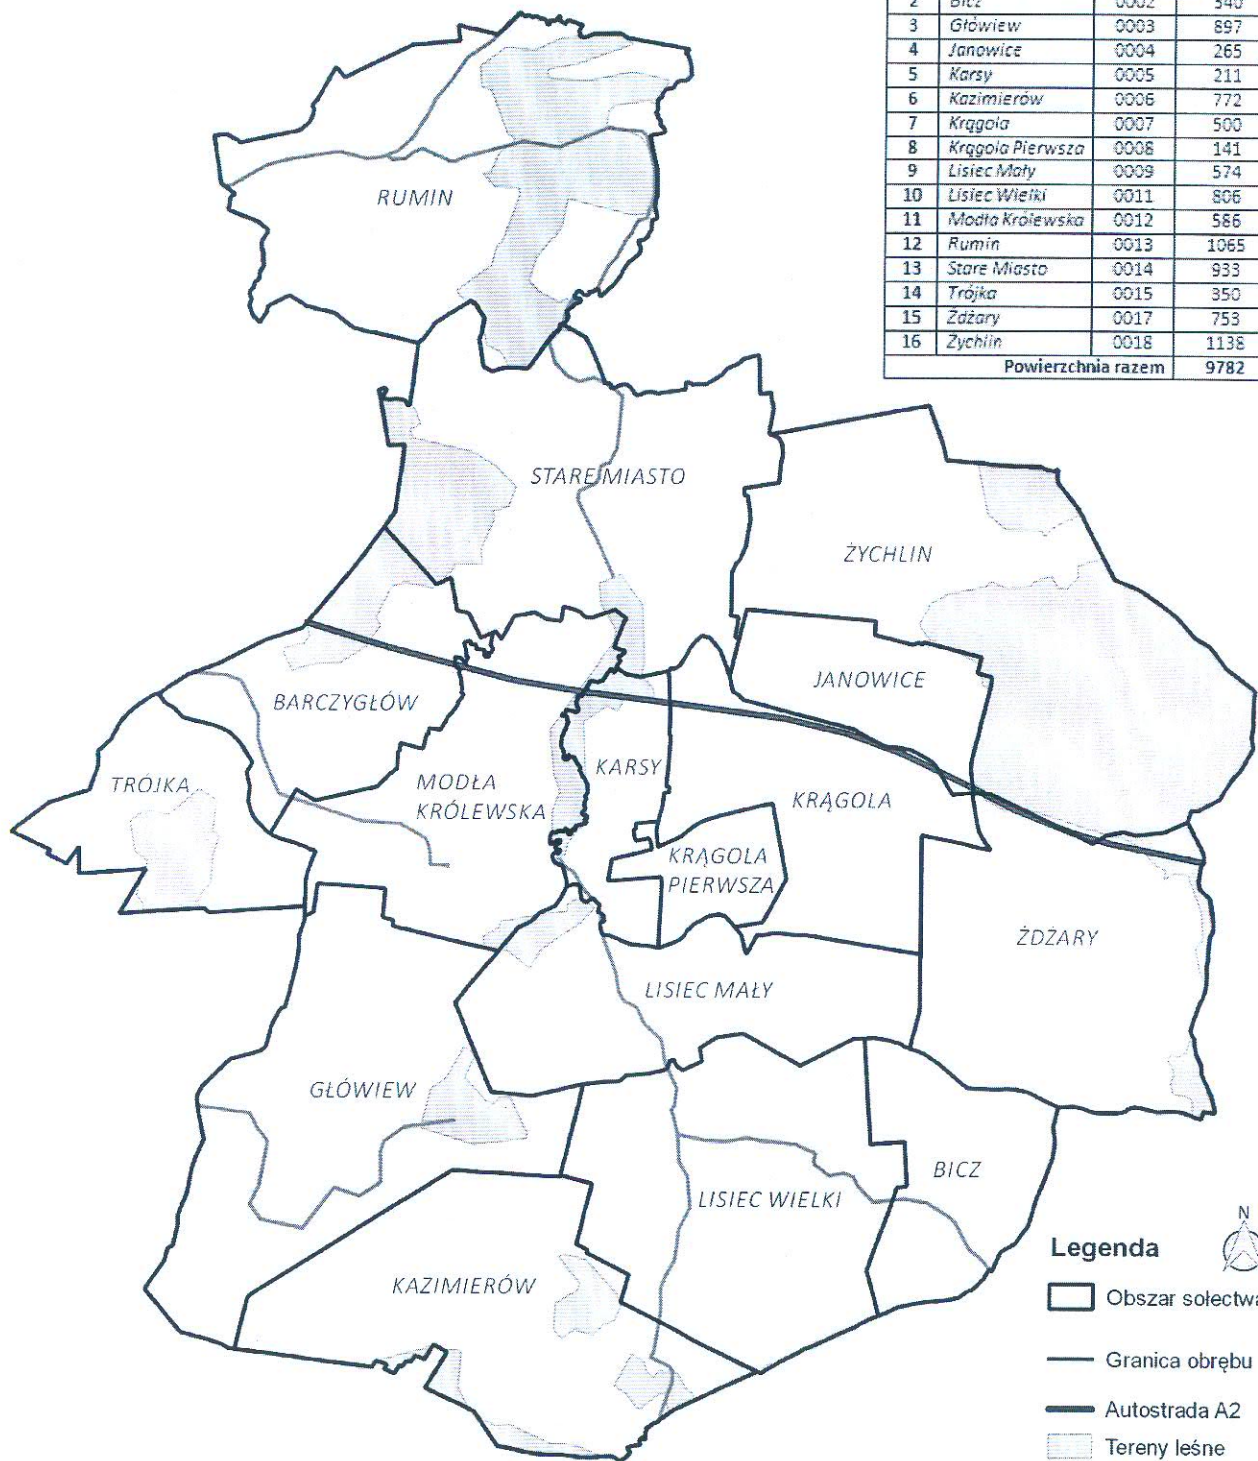 2 Bicz 0002 340
3 Główiew 0003 897
4 Janowice 0004 265
5 Karsy 0005 211
6 Kazimierów 0006 772
7 Krągola 0007 500
8 Krągola Pierwsza 0008 141
9 Lisiec Mały 0009 574
10 Lisiec Wielki 0011 806
11 Modła Królewska 0012 586
12 Rumin 0013 1065
13 Stare Miasto 0014 933
14 Trójka 0015 350
15 Żdżary 0017 753
16 Żychlin 0018 1138
Powierzchnia razem 9782
RUMIN
STARE MIASTO
ŻYCHLIN
JANOWICE
BARCZYGŁÓW
TRÓJKA
MODŁA
KRÓLEWSKA
KARSY
KRĄGOLA
KRĄGOLA
PIERWSZA
ŻDŻARY
LISIEC MAŁY
GŁÓWIEW
BICZ
LISIEC WIELKI
KAZIMIERÓW
N
Legenda
Obszar sołectwa
Granica obrębu
Autostrada A2
Tereny leśne